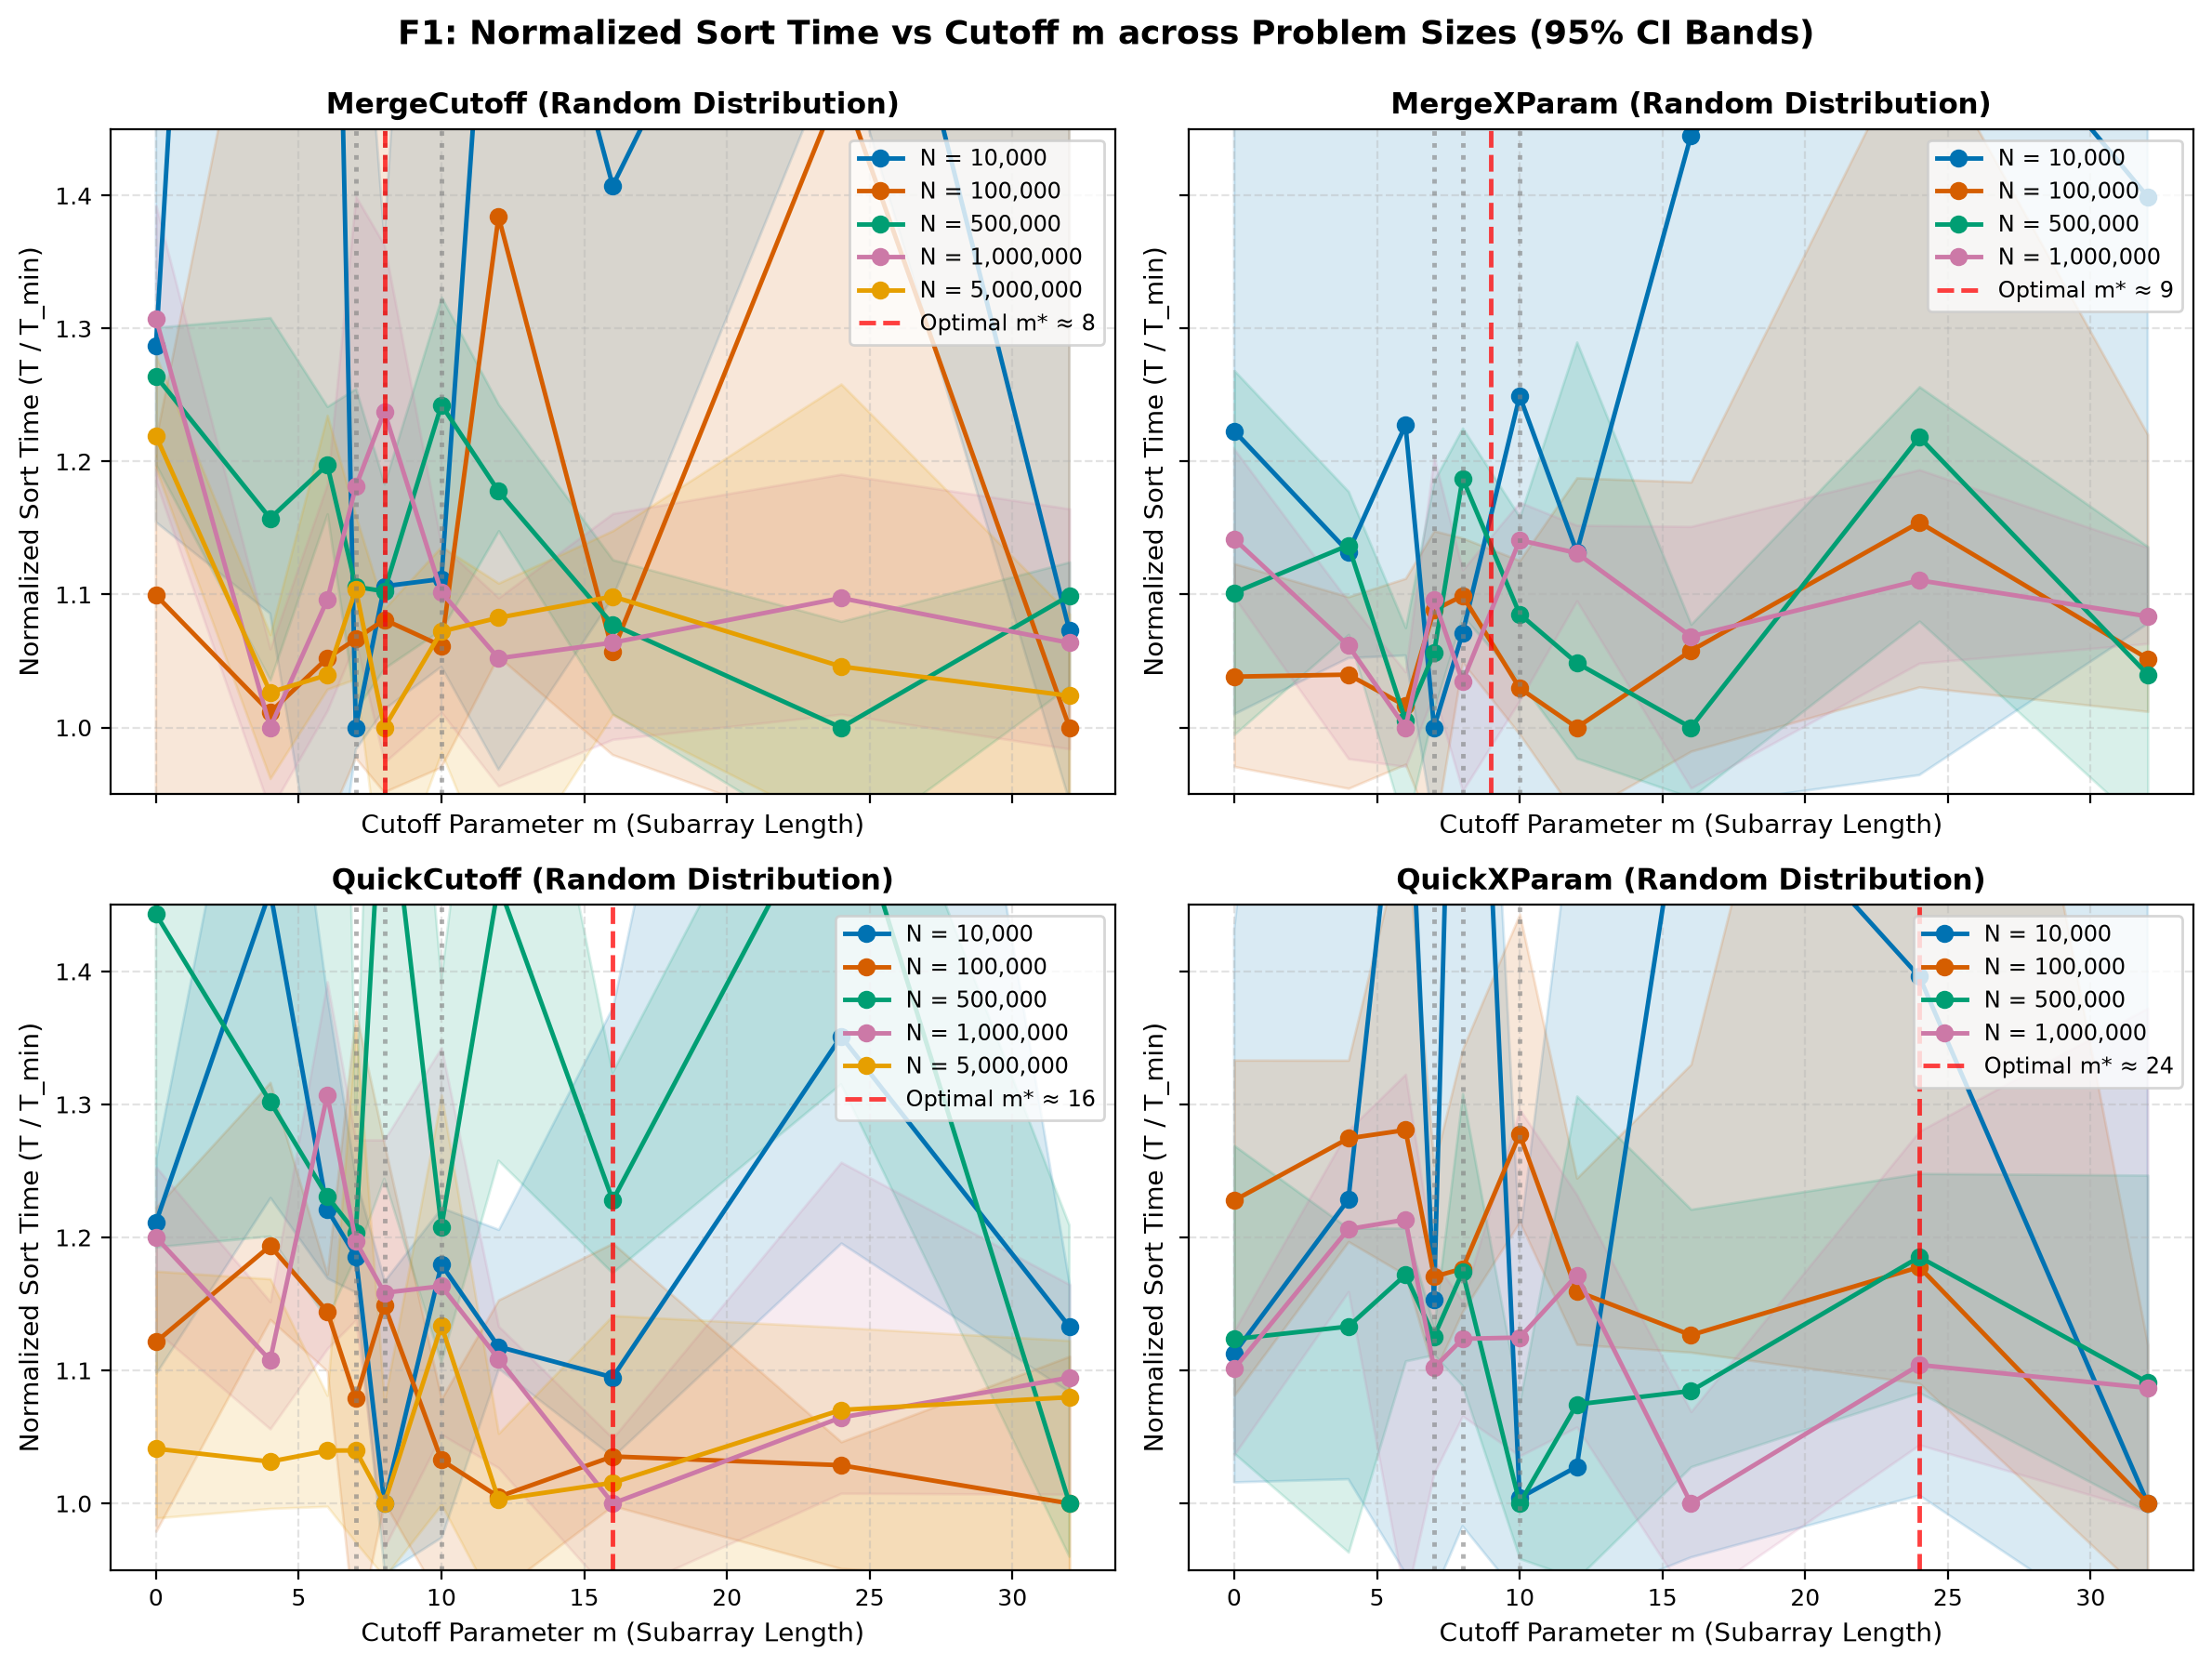 F1: Normalized Sort Time vs Cutoff m across Problem Sizes (95% CI Bands)
MergeCutoff (Random Distribution)
Normalized Sort Time (T / T_min)
1.4
1.3
1.2
1.1
1.0
N = 10,000
N = 100,000
N = 500,000
N = 1,000,000
N = 5,000,000
Optimal m* ≈ 8
Cutoff Parameter m (Subarray Length)
MergeXParam (Random Distribution)
Normalized Sort Time (T / T_min)
N = 10,000
N = 100,000
N = 500,000
N = 1,000,000
Optimal m* ≈ 9
Cutoff Parameter m (Subarray Length)
QuickCutoff (Random Distribution)
Normalized Sort Time (T / T_min)
1.4
1.3
1.2
1.1
1.0
N = 10,000
N = 100,000
N = 500,000
N = 1,000,000
N = 5,000,000
Optimal m* ≈ 16
0 5 10 15 20 25 30
Cutoff Parameter m (Subarray Length)
QuickXParam (Random Distribution)
Normalized Sort Time (T / T_min)
N = 10,000
N = 100,000
N = 500,000
N = 1,000,000
Optimal m* ≈ 24
0 5 10 15 20 25 30
Cutoff Parameter m (Subarray Length)